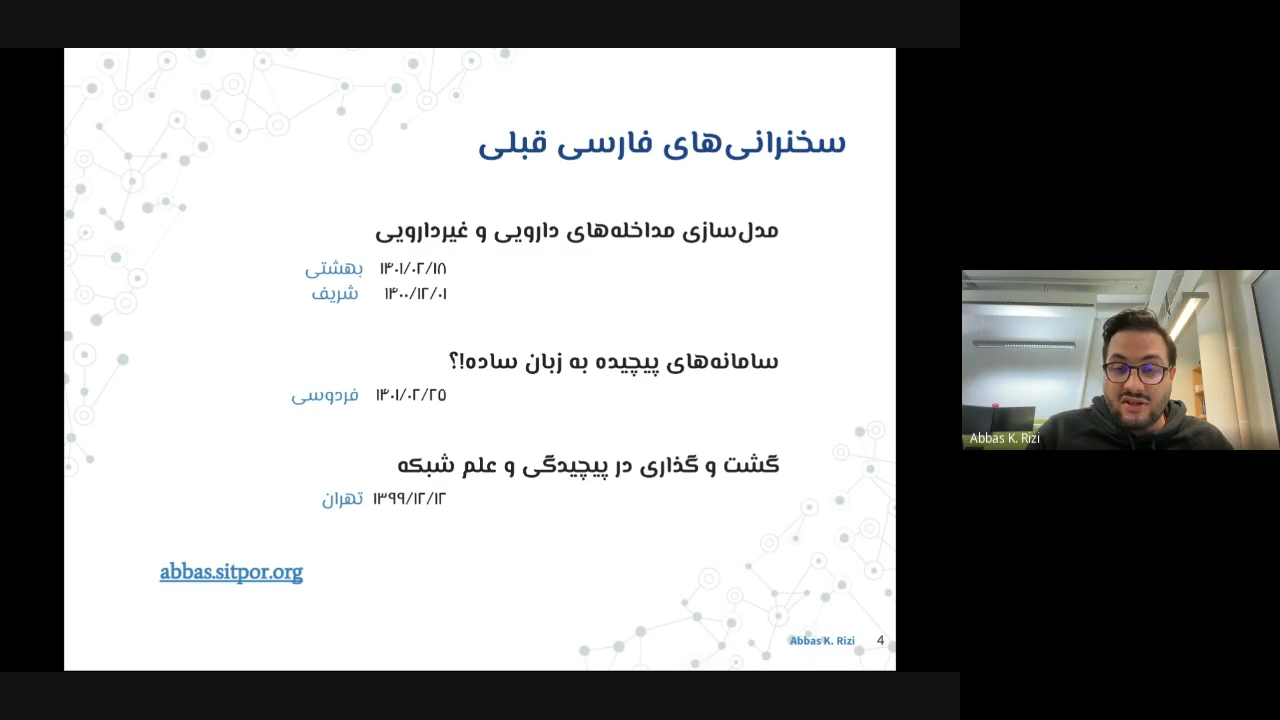 سخنرانی‌های فارسی قبلی
مدل‌سازی مداخله‌های دارویی و غیردارویی
۱۴۰۱/۰۲/۱۸ بهشتی
۱۴۰۰/۱۲/۰۱ شریف
سامانه‌های پیچیده به زبان ساده!؟
۱۴۰۱/۰۲/۲۵ فردوسی
گشت و گذاری در پیچیدگی و علم شبکه
۱۳۹۹/۱۲/۱۲ تهران
abbas.sitpor.org
Abbas K. Rizi 4
Abbas K. Rizi